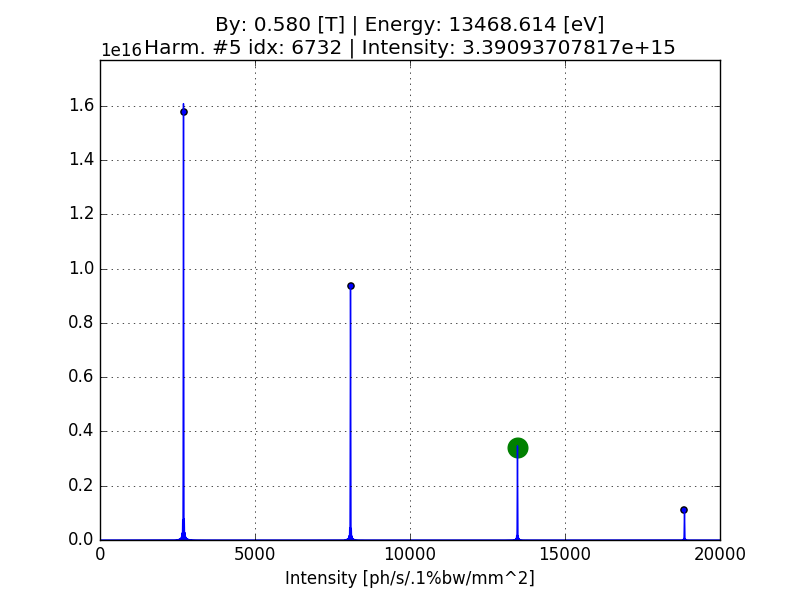 By: 0.580 [T] | Energy: 13468.614 [eV]
1e16 Harm. #5 idx: 6732 | Intensity: 3.39093707817e+15
1.6
1.4
1.2
1.0
0.8
0.6
0.4
0.2
0.0
0 5000 10000 15000 20000
Intensity [ph/s/.1%bw/mm^2]